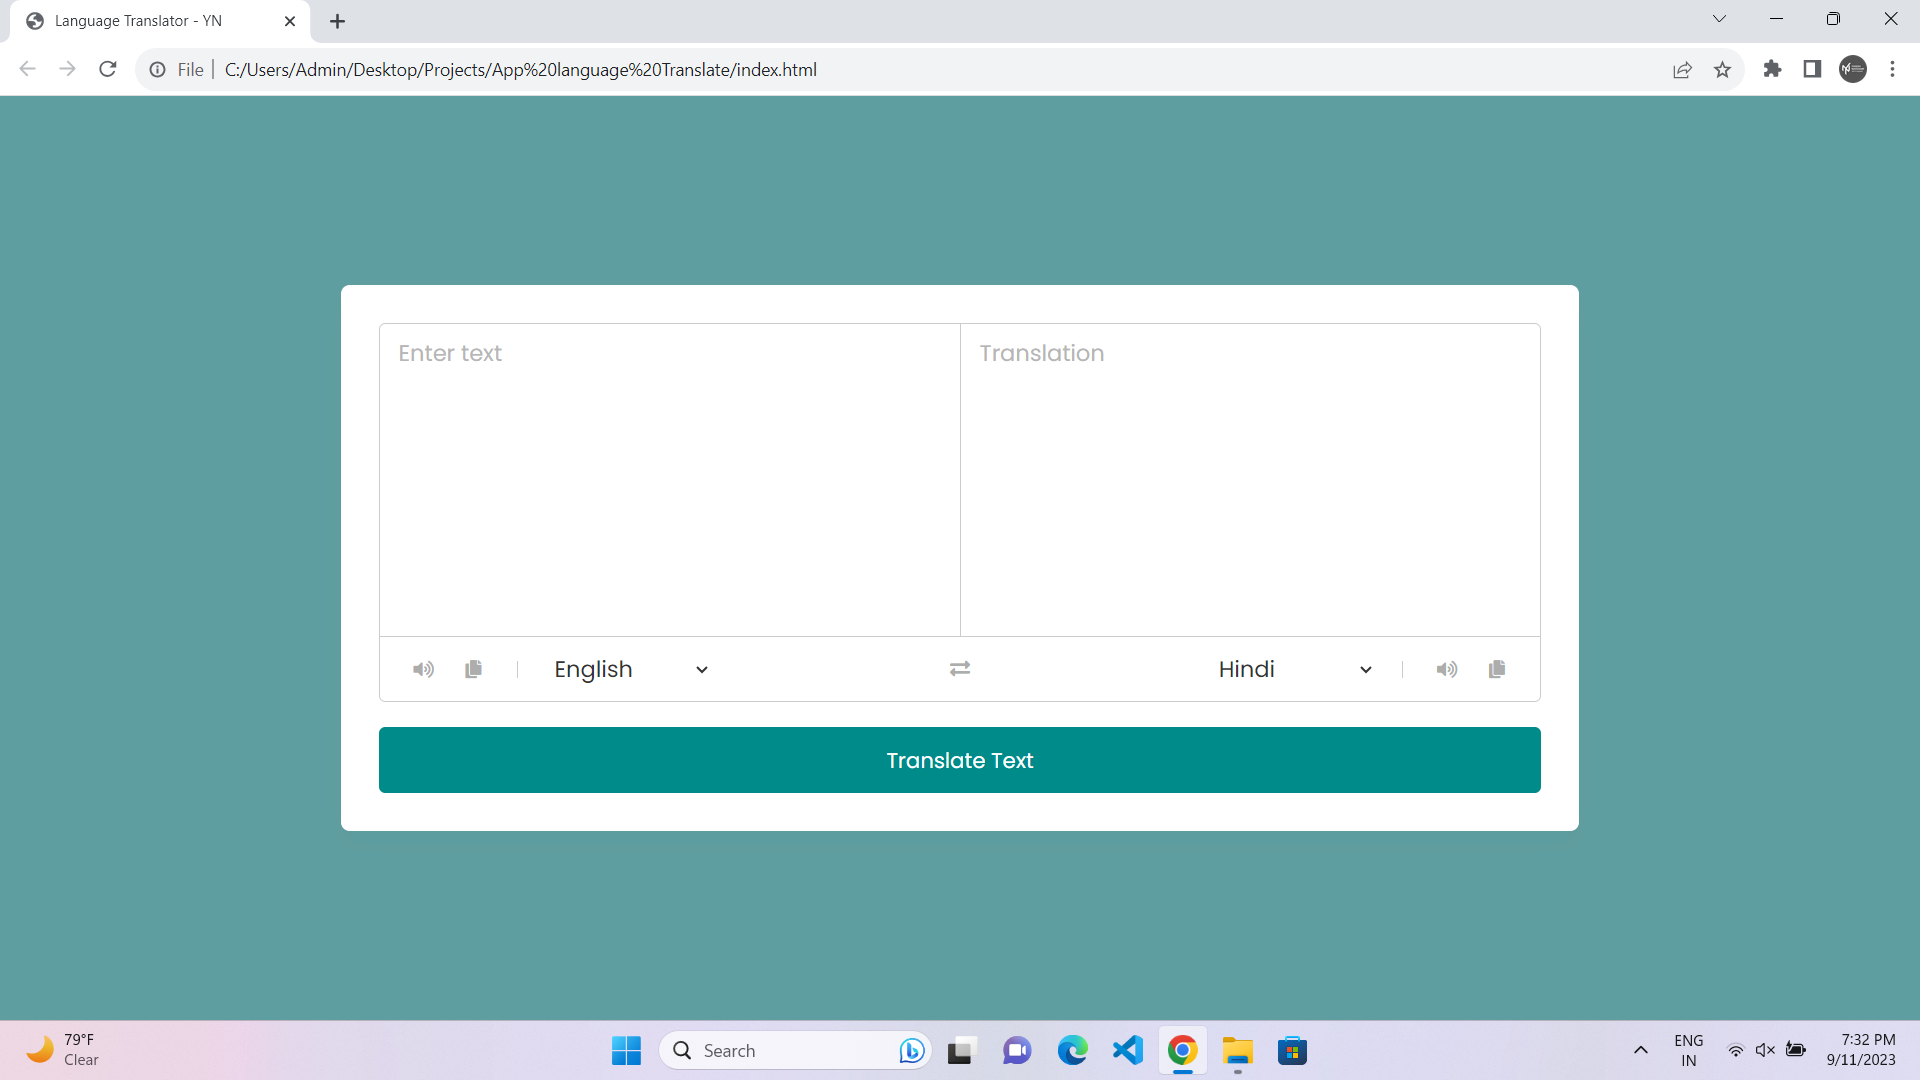 Language Translator - YN
File
C:/Users/Admin/Desktop/Projects/App%20language%20Translate/index.html
Enter text
Translation
English
Hindi
Translate Text
79°F
Clear
Search
ENG
IN
7:32 PM
9/11/2023